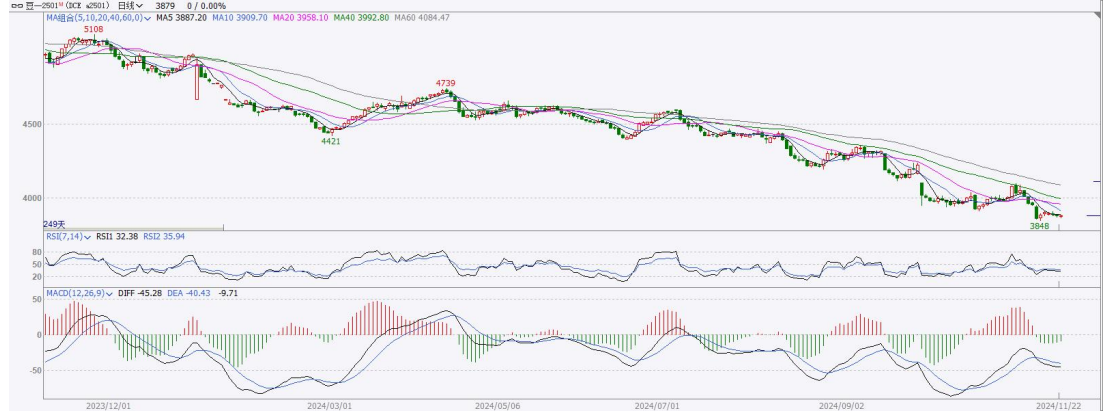 豆一2501M(DCE a2501) 日线 3879 0 / 0.00%
MA组合(5,10,20,40,60,0) MA5 3887.20 MA10 3909.70 MA20 3958.10 MA40 3992.80 MA60 4084.47
5108
4739
4500
4421
4000
249天
3848
RSI(7,14) RSI1 32.38 RSI2 35.94
80
50
20
MACD(12,26,9) DIFF -45.28 DEA -40.43 -9.71
50
0
-50
2023/12/01 2024/03/01 2024/05/06 2024/07/01 2024/09/02 2024/11/22